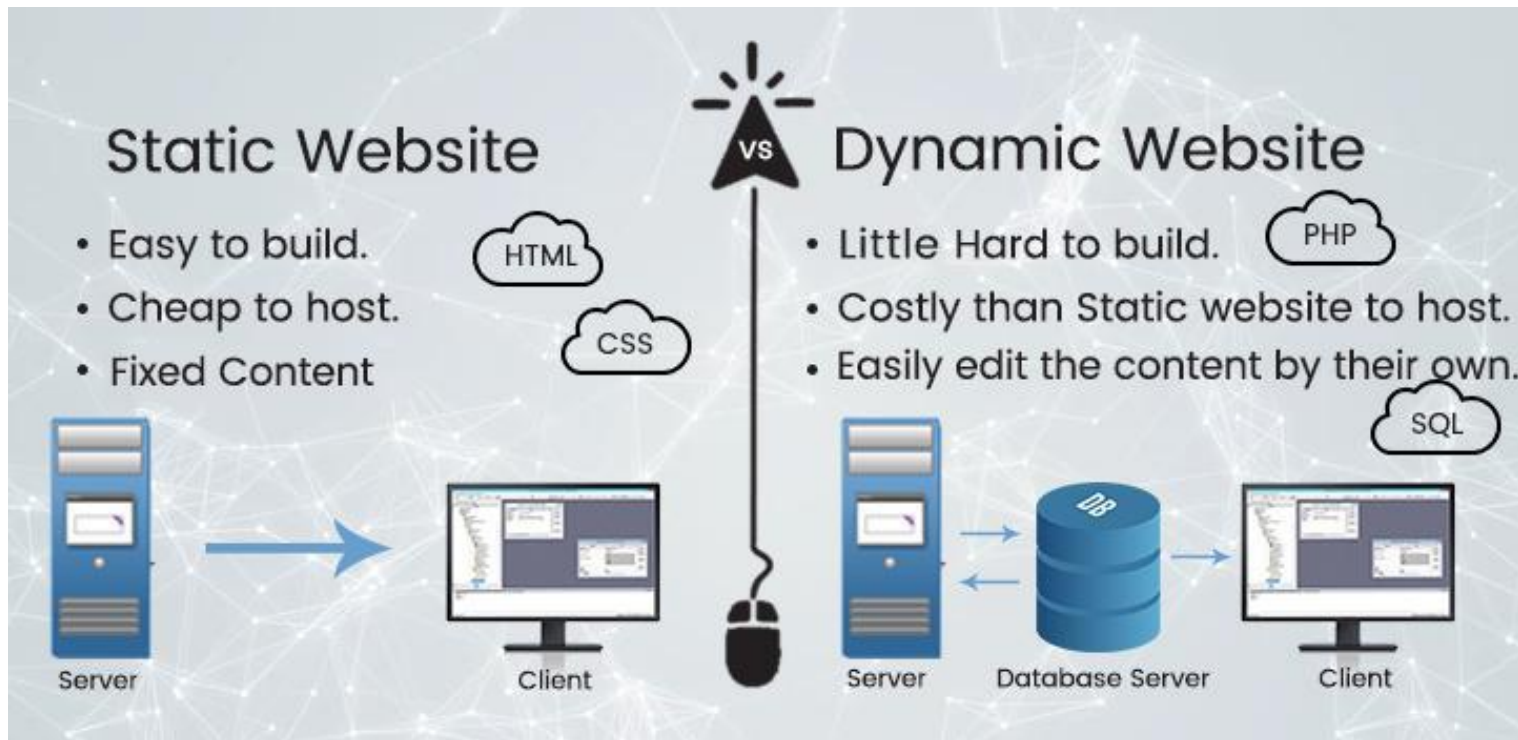 Static Website
• Easy to build.
HTML
• Cheap to host.
CSS
• Fixed Content
Server
Client
VS
Dynamic Website
• Little Hard to build.
PHP
• Costly than Static website to host.
• Easily edit the content by their own.
SQL
DB
Server
Database Server
Client